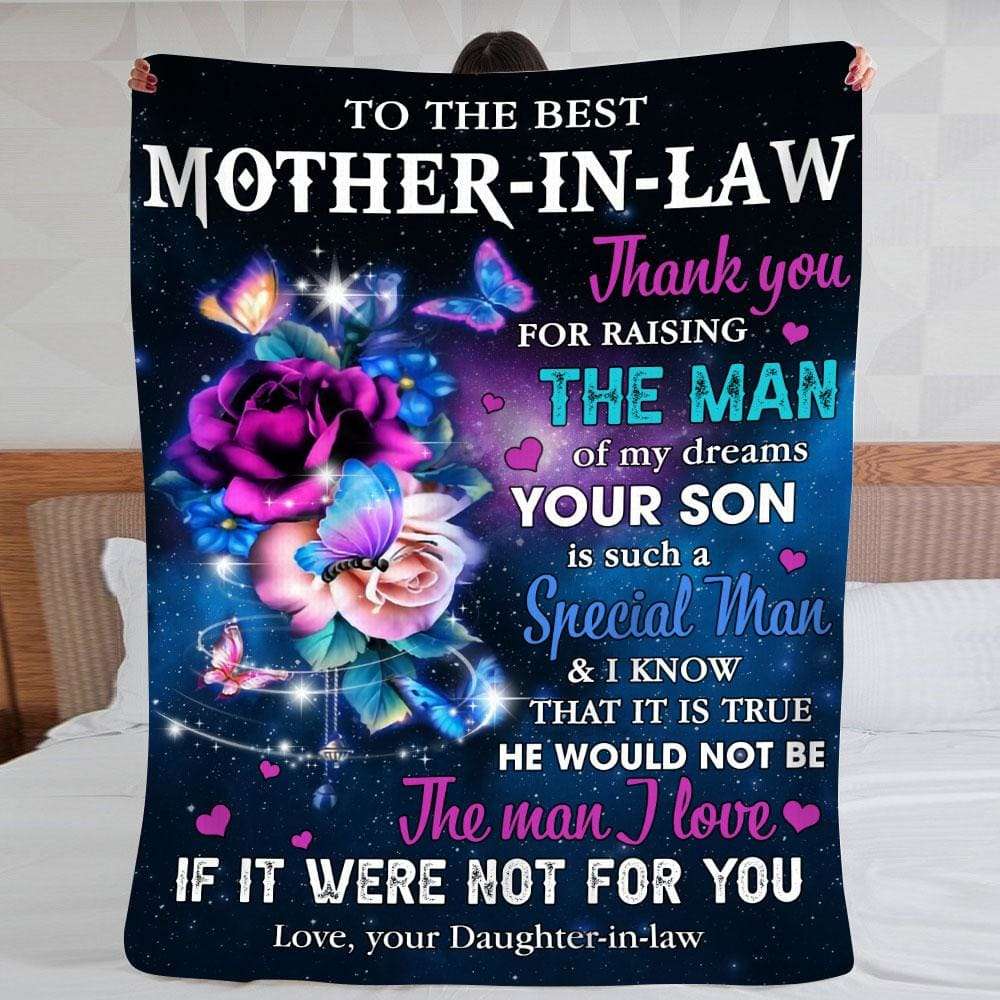 TO THE BEST
MOTHER-IN-LAW
Thank you
FOR RAISING
THE MAN
of my dreams
YOUR SON
is such a
Special Man
& I KNOW
THAT IT IS TRUE
HE WOULD NOT BE
The man I love
IF IT WERE NOT FOR YOU
Love, your Daughter-in-law